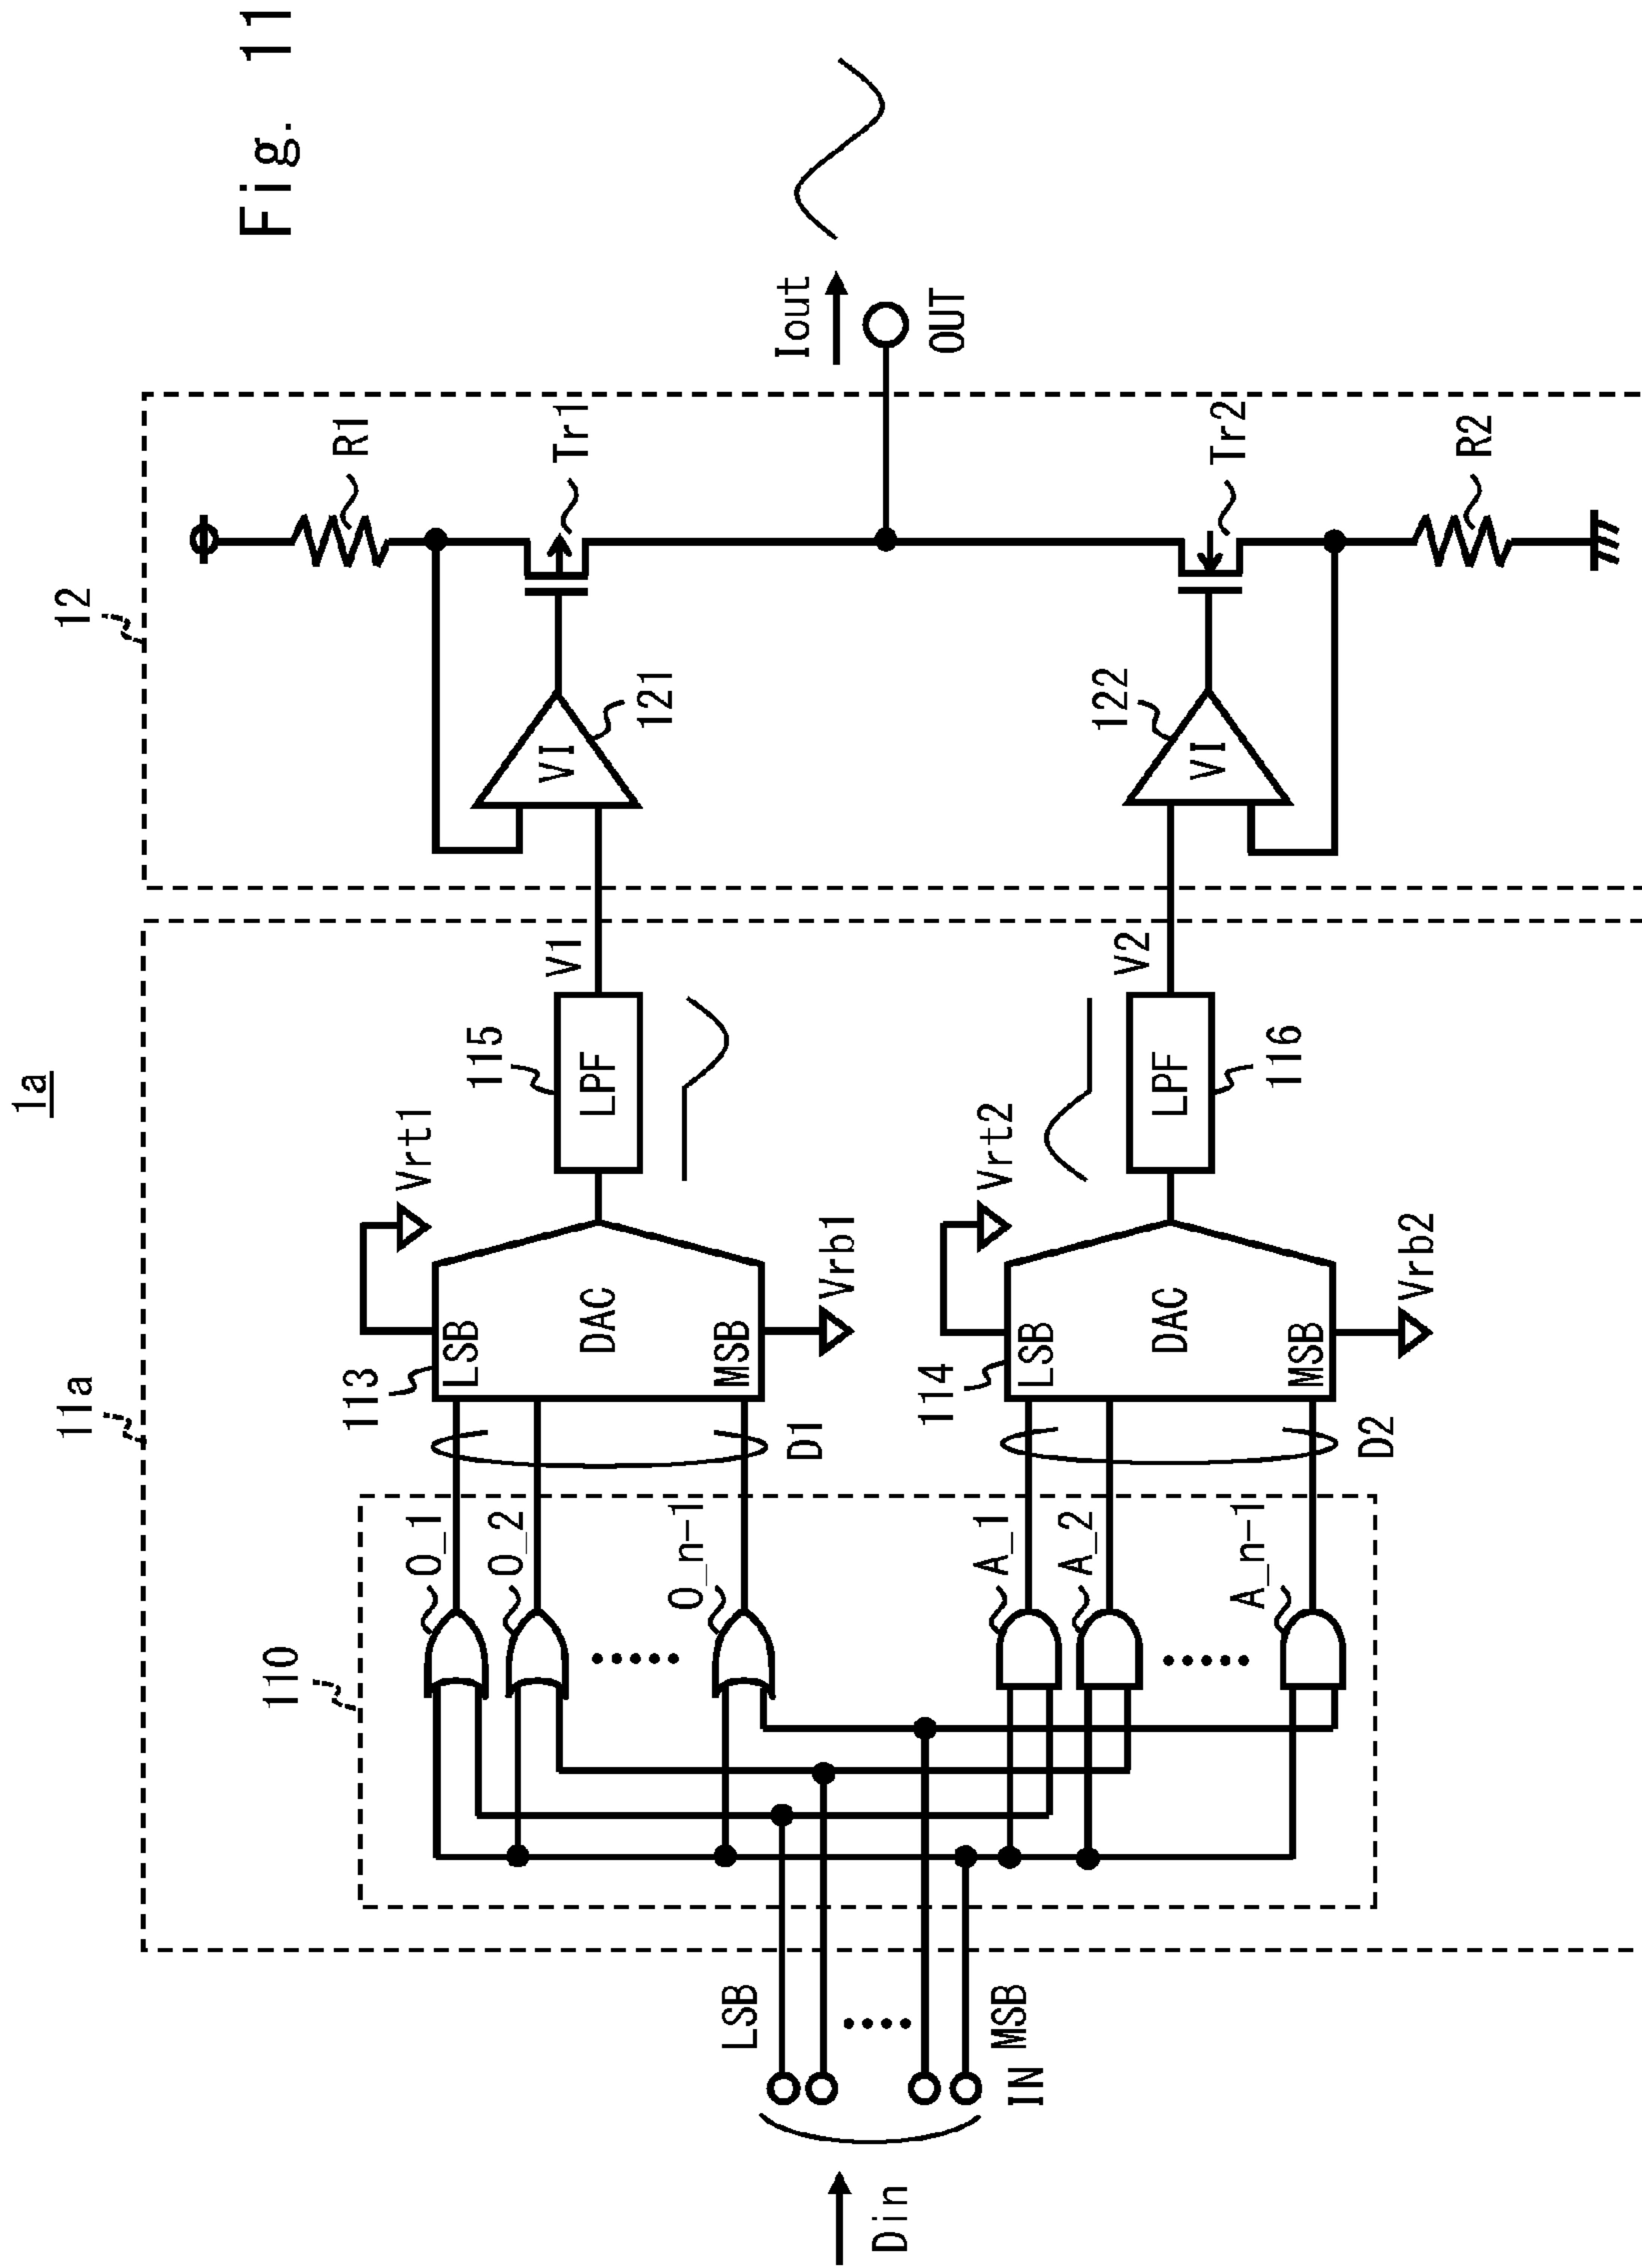 Fig. 11
1a
11a
12
110
113
LSB
DAC
MSB
Vrt1
Vrb1
115
LPF
V1
VI
121
R1
Tr1
O_1
O_2
O_n-1
D1
Din
LSB
MSB
IN
Iout
OUT
A_1
A_2
A_n-1
D2
114
LSB
DAC
MSB
Vrt2
Vrb2
LPF
116
V2
122
VI
Tr2
R2